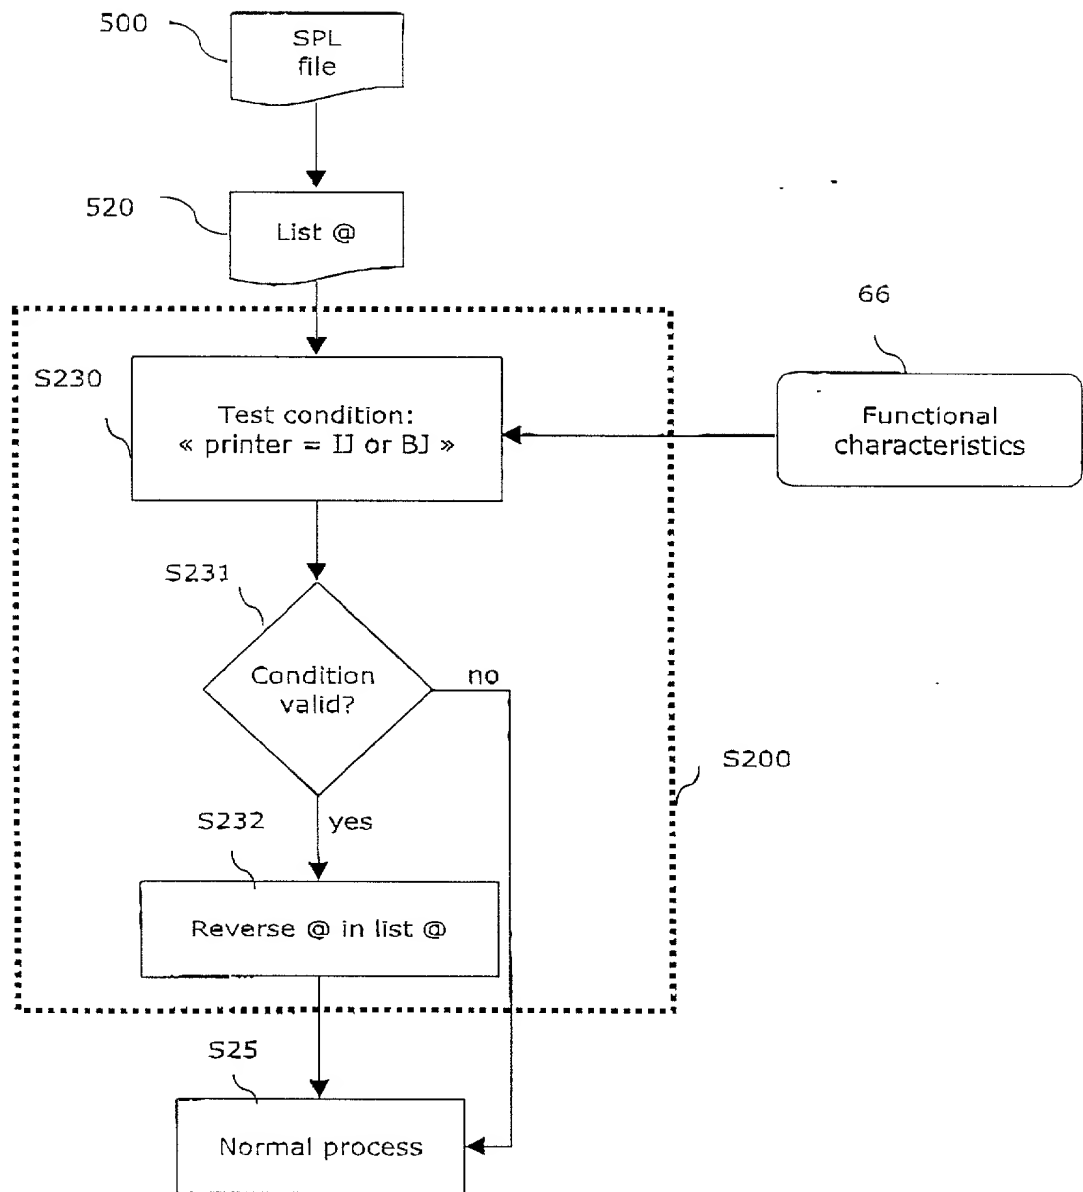 500
SPL
file
520
List @
66
S230
Test condition:
« printer = IJ or BJ »
Functional
characteristics
S231
Condition
valid?
no
S200
S232
yes
Reverse @ in list @
S25
Normal process